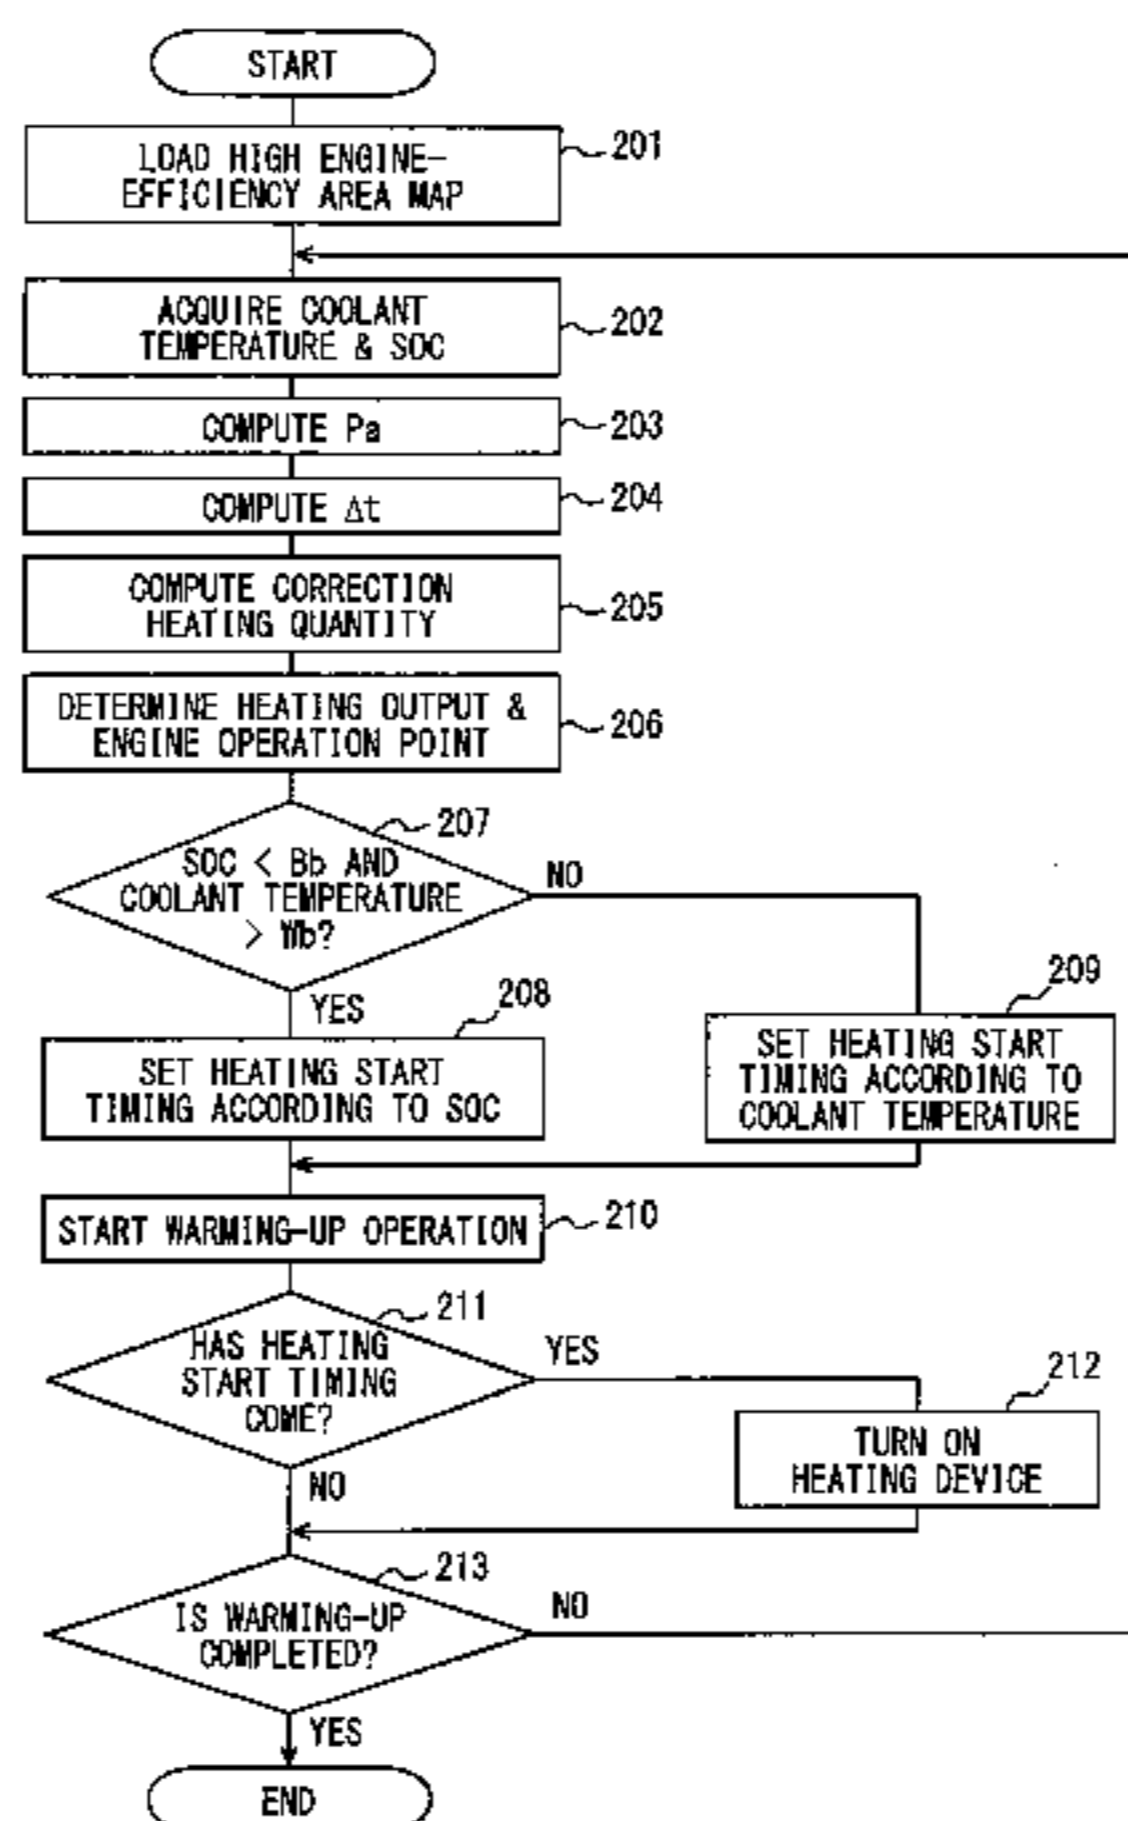 START
LOAD HIGH ENGINE-
EFFICIENCY AREA MAP
201
ACQUIRE COOLANT
TEMPERATURE & SOC
202
COMPUTE Pa
203
COMPUTE Δt
204
COMPUTE CORRECTION
HEATING QUANTITY
205
DETERMINE HEATING OUTPUT &
ENGINE OPERATION POINT
206
207
SOC < Bb AND
COOLANT TEMPERATURE
> Wb?
NO
YES
208
SET HEATING START
TIMING ACCORDING TO SOC
209
SET HEATING START
TIMING ACCORDING TO
COOLANT TEMPERATURE
START WARMING-UP OPERATION
210
211
HAS HEATING
START TIMING
COME?
YES
NO
212
TURN ON
HEATING DEVICE
213
IS WARMING-UP
COMPLETED?
NO
YES
END